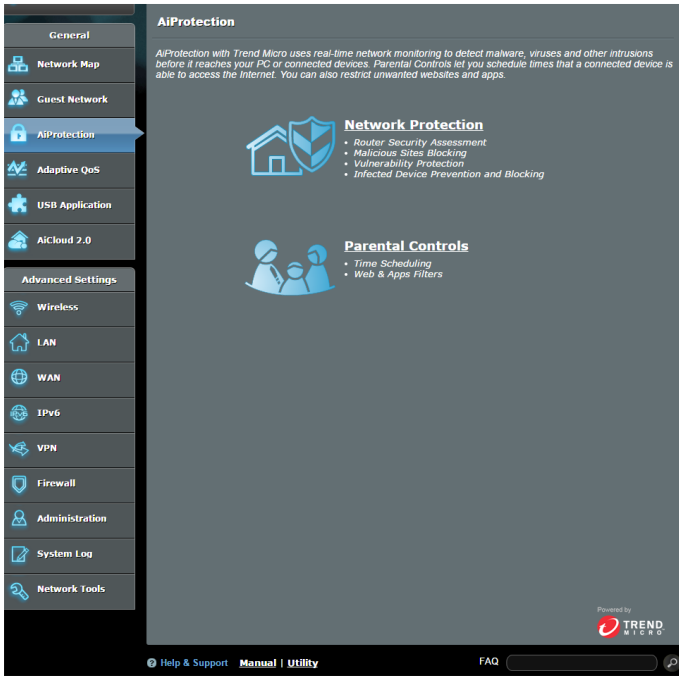 General
Network Map
Guest Network
AiProtection
Adaptive QoS
USB Application
AiCloud 2.0
Advanced Settings
Wireless
LAN
WAN
IPv6
VPN
Firewall
Administration
System Log
Network Tools
AiProtection
AiProtection with Trend Micro uses real-time network monitoring to detect malware, viruses and other intrusions
before it reaches your PC or connected devices. Parental Controls let you schedule times that a connected device is
able to access the Internet. You can also restrict unwanted websites and apps.
Network Protection
• Router Security Assessment
• Malicious Sites Blocking
• Vulnerability Protection
• Infected Device Prevention and Blocking
Parental Controls
• Time Scheduling
• Web & Apps Filters
Powered by
TREND
MICRO
Help & Support Manual | Utility FAQ